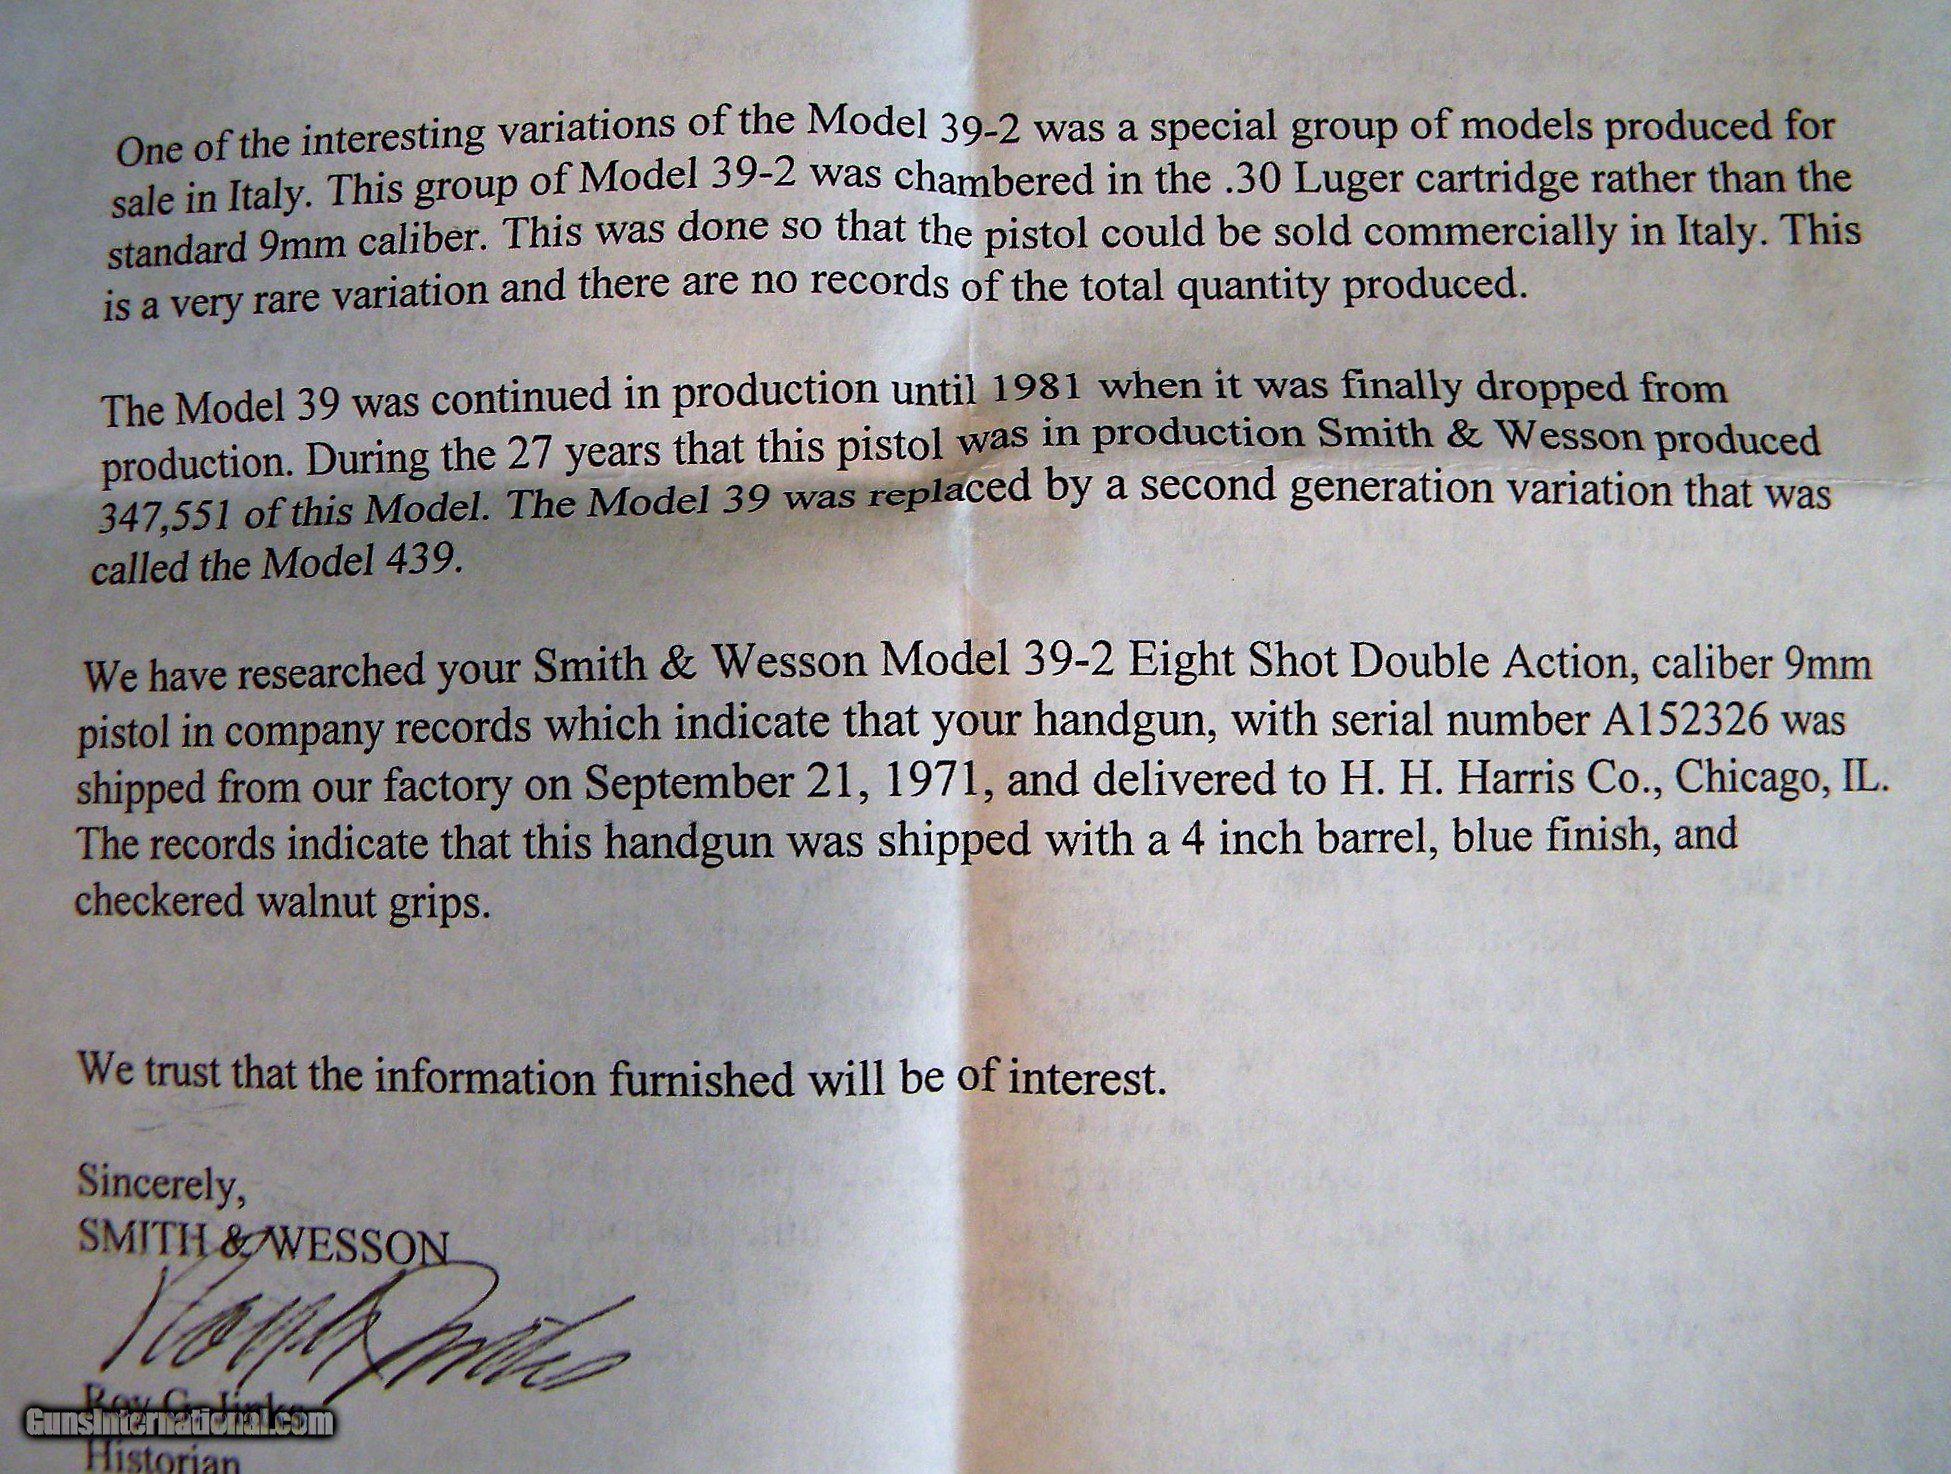 One of the interesting variations of the Model 39-2 was a special group of models produced for
sale in Italy. This group of Model 39-2 was chambered in the .30 Luger cartridge rather than the
standard 9mm caliber. This was done so that the pistol could be sold commercially in Italy. This
is a very rare variation and there are no records of the total quantity produced.
The Model 39 was continued in production until 1981 when it was finally dropped from
production. During the 27 years that this pistol was in production Smith & Wesson produced
347,551 of this Model. The Model 39 was replaced by a second generation variation that was
called the Model 439.
We have researched your Smith & Wesson Model 39-2 Eight Shot Double Action, caliber 9mm
pistol in company records which indicate that your handgun, with serial number A152326 was
shipped from our factory on September 21, 1971, and delivered to H. H. Harris Co., Chicago, IL.
The records indicate that this handgun was shipped with a 4 inch barrel, blue finish, and
checkered walnut grips.
We trust that the information furnished will be of interest.
Sincerely,
SMITH & WESSON
Roy G. Jinks
GunsInternational.com
Historian